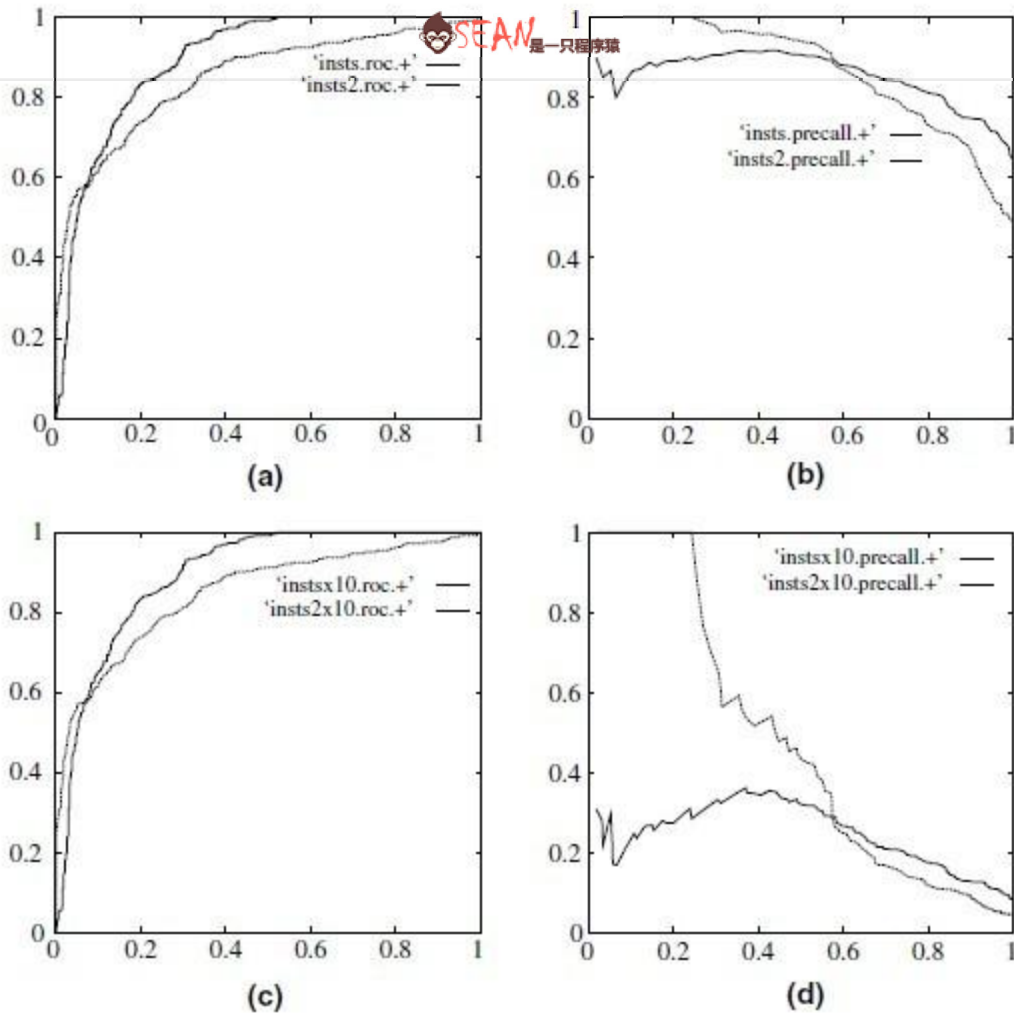 SEAN是一只程序猿
1
0.8
0.6
0.4
0.2
0
0 0.2 0.4 0.6 0.8 1
'insts.roc.+'
'insts2.roc.+'
(a)
1
0.8
0.6
0.4
0.2
0
0 0.2 0.4 0.6 0.8 1
'insts.precall.+'
'insts2.precall.+'
(b)
1
0.8
0.6
0.4
0.2
0
0 0.2 0.4 0.6 0.8 1
'instsx10.roc.+'
'insts2x10.roc.+'
(c)
1
0.8
0.6
0.4
0.2
0
0 0.2 0.4 0.6 0.8 1
'instsx10.precall.+'
'insts2x10.precall.+'
(d)